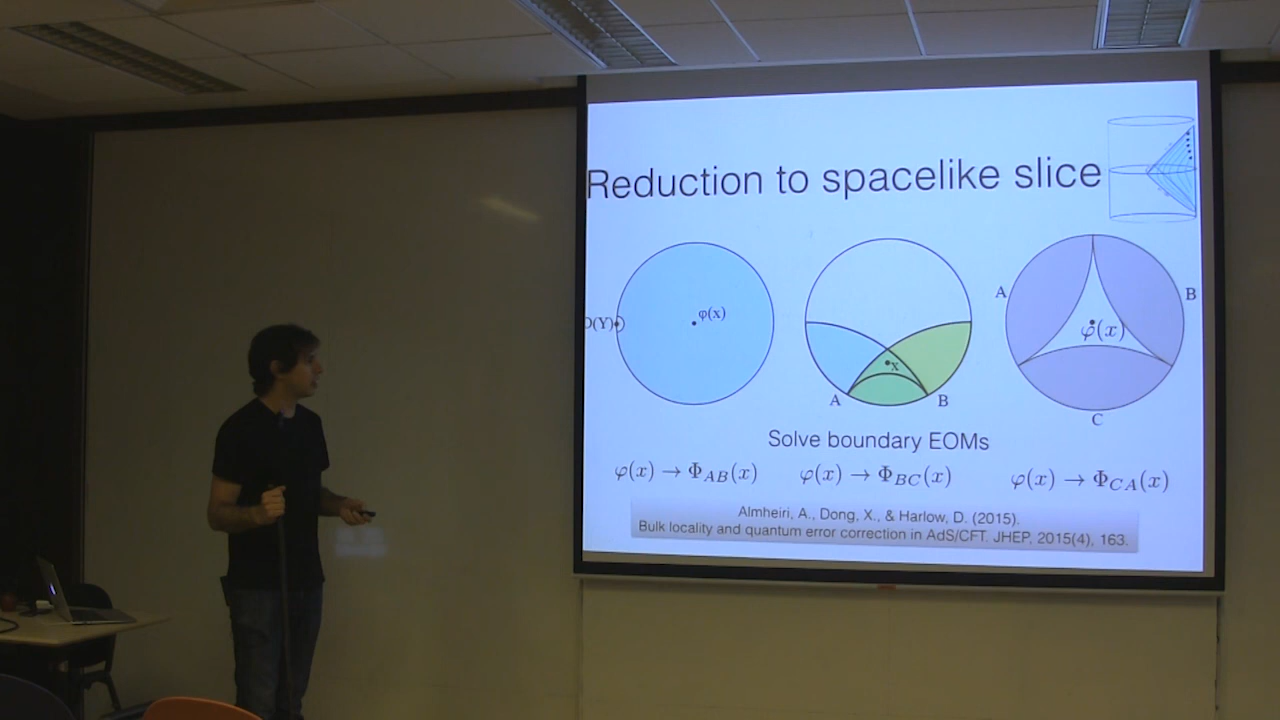 Reduction to spacelike slice
φ(x)
O(Y)
x
A
B
A
B
φ(x)
C
Solve boundary EOMs
φ(x) → Φ_AB(x) φ(x) → Φ_BC(x) φ(x) → Φ_CA(x)
Almheiri, A., Dong, X., & Harlow, D. (2015).
Bulk locality and quantum error correction in AdS/CFT. JHEP, 2015(4), 163.